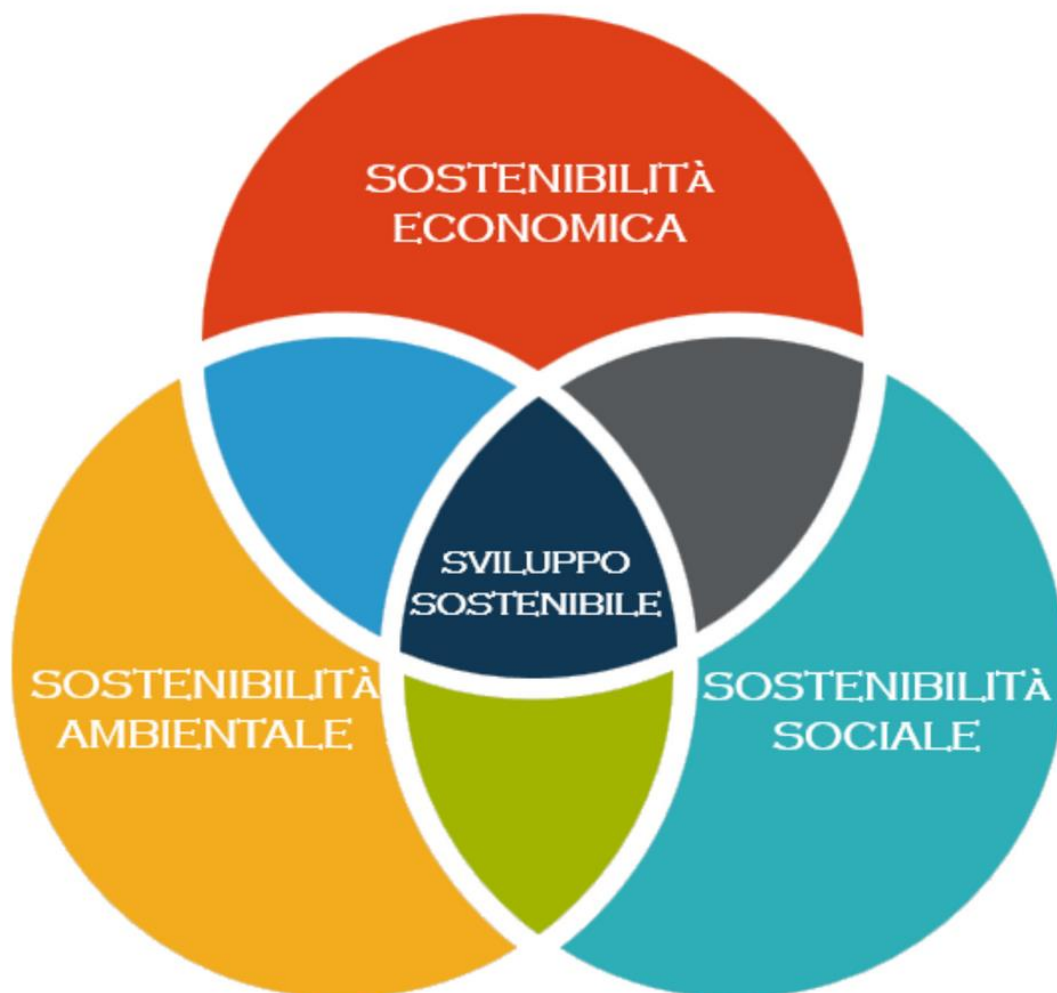 SOSTENIBILITÀ
ECONOMICA
SVILUPPO
SOSTENIBILE
SOSTENIBILITÀ
AMBIENTALE
SOSTENIBILITÀ
SOCIALE